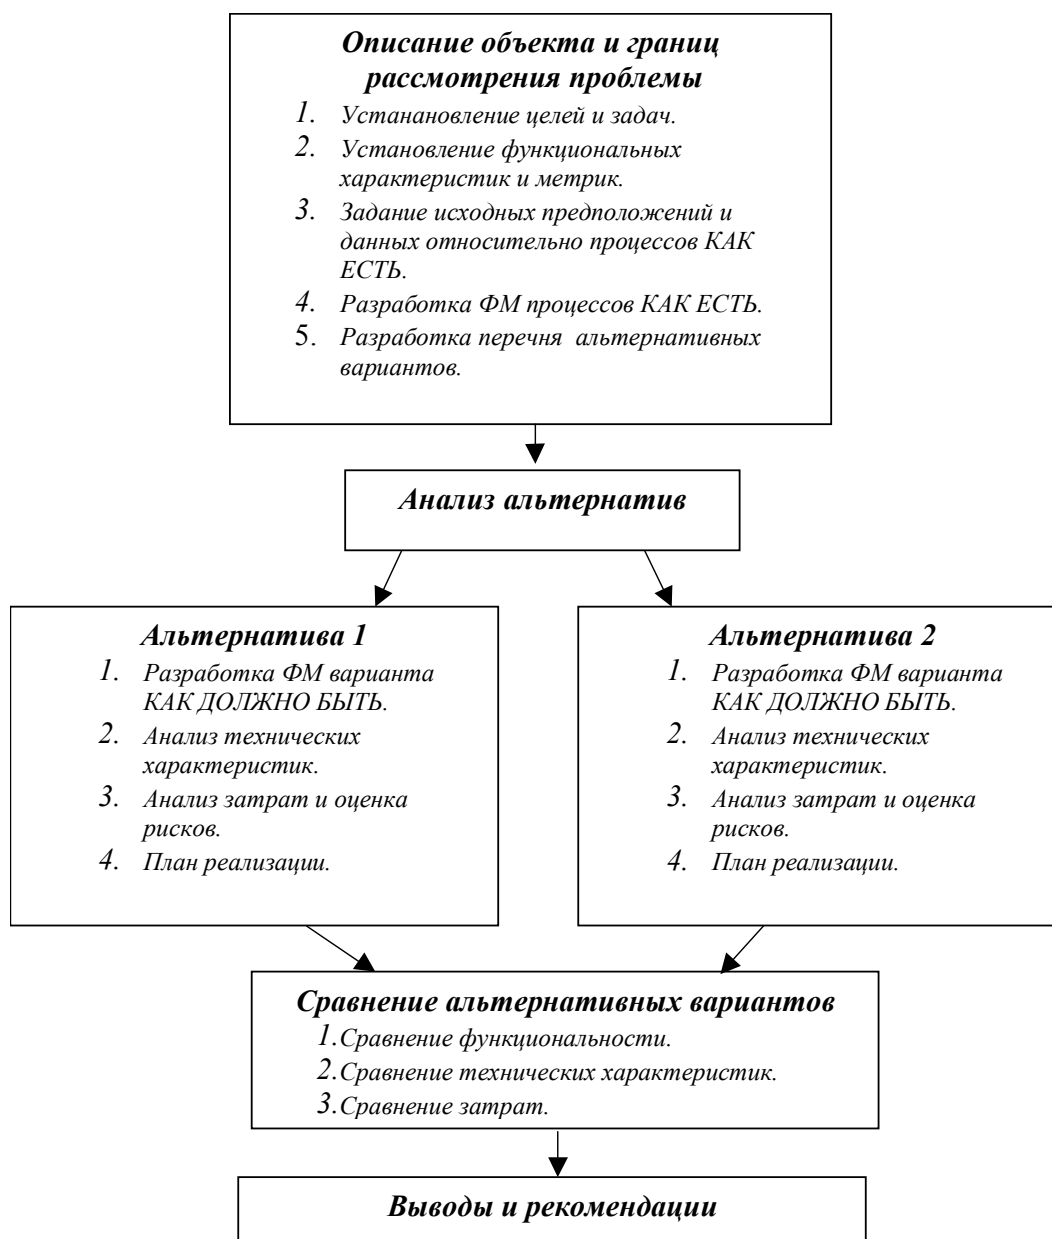 Описание объекта и границ
рассмотрения проблемы
1. Устанановление целей и задач.
2. Установление функциональных
характеристик и метрик.
3. Задание исходных предположений и
данных относительно процессов КАК
ЕСТЬ.
4. Разработка ФМ процессов КАК ЕСТЬ.
5. Разработка перечня альтернативных
вариантов.
Анализ альтернатив
Альтернатива 1
1. Разработка ФМ варианта
КАК ДОЛЖНО БЫТЬ.
2. Анализ технических
характеристик.
3. Анализ затрат и оценка
рисков.
4. План реализации.
Альтернатива 2
1. Разработка ФМ варианта
КАК ДОЛЖНО БЫТЬ.
2. Анализ технических
характеристик.
3. Анализ затрат и оценка
рисков.
4. План реализации.
Сравнение альтернативных вариантов
1. Сравнение функциональности.
2. Сравнение технических характеристик.
3. Сравнение затрат.
Выводы и рекомендации